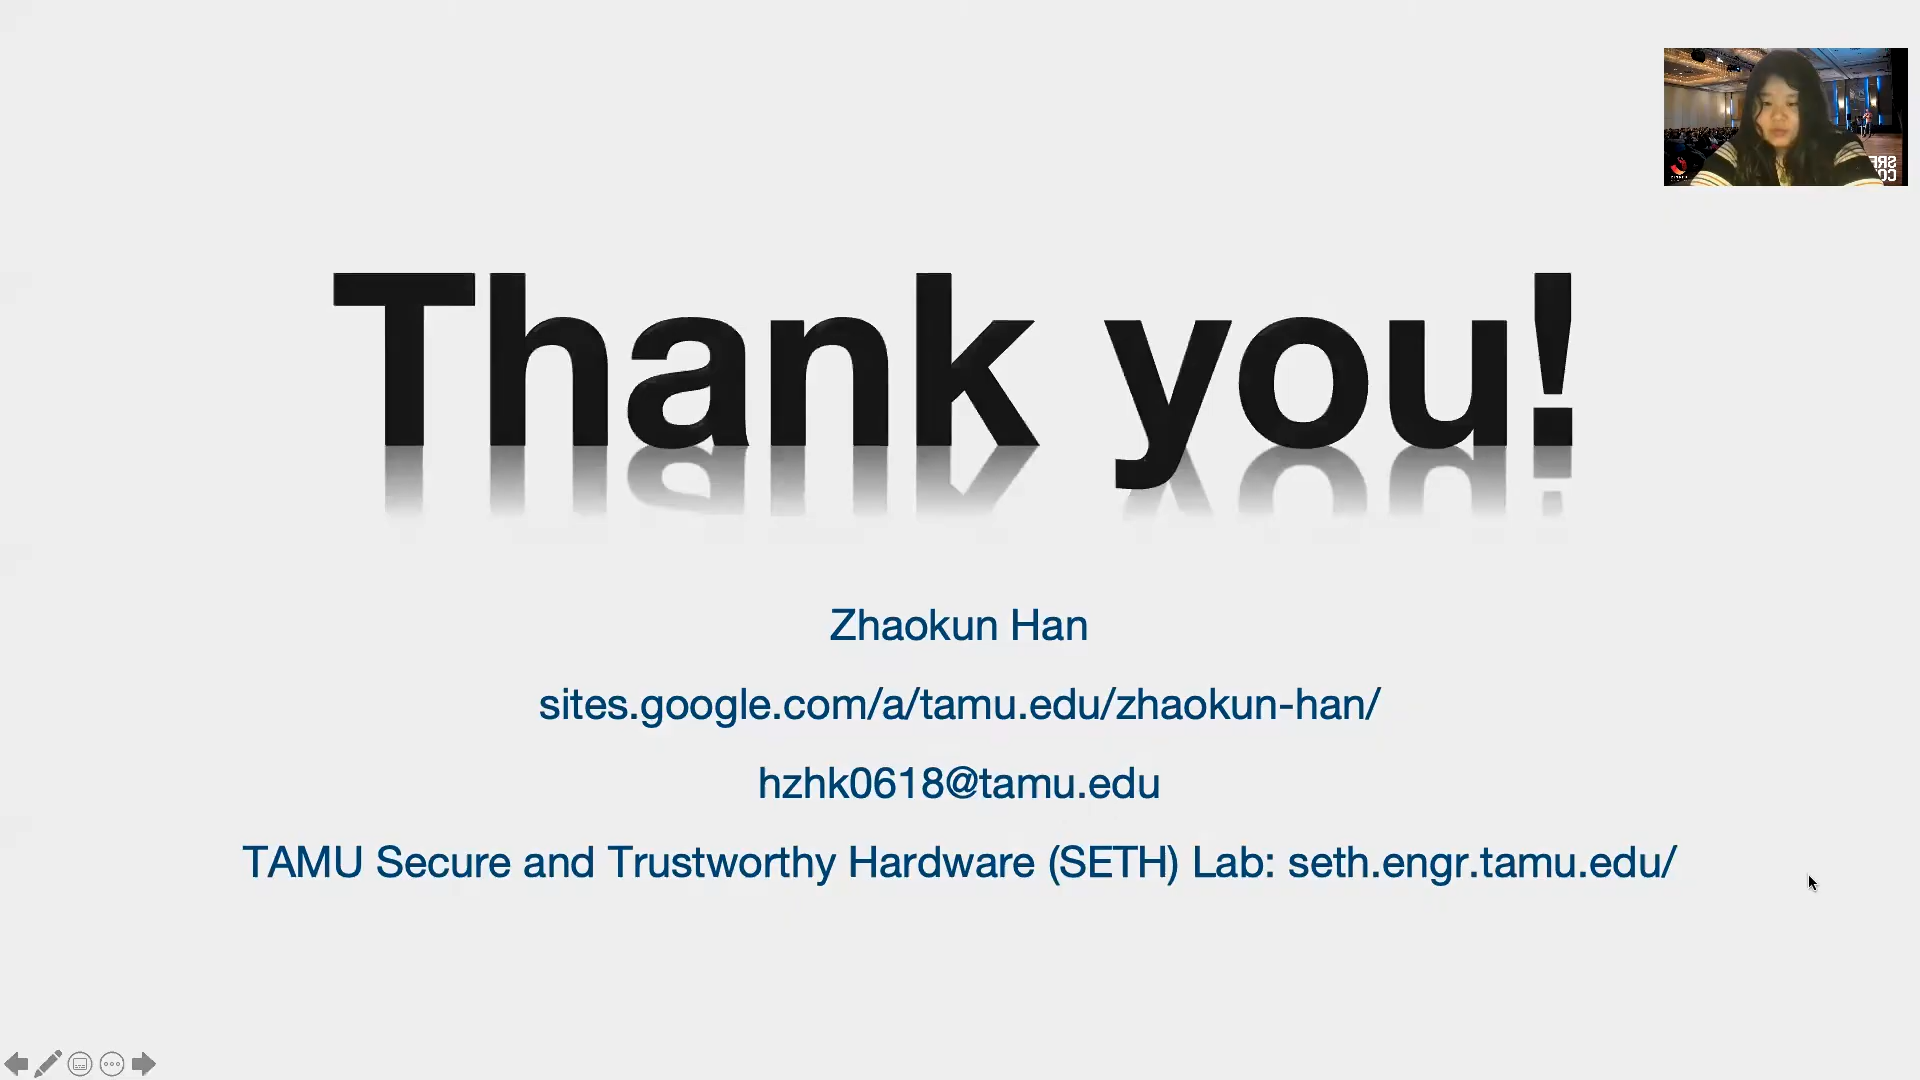 Thank you!
Zhaokun Han
sites.google.com/a/tamu.edu/zhaokun-han/
hzhk0618@tamu.edu
TAMU Secure and Trustworthy Hardware (SETH) Lab: seth.engr.tamu.edu/